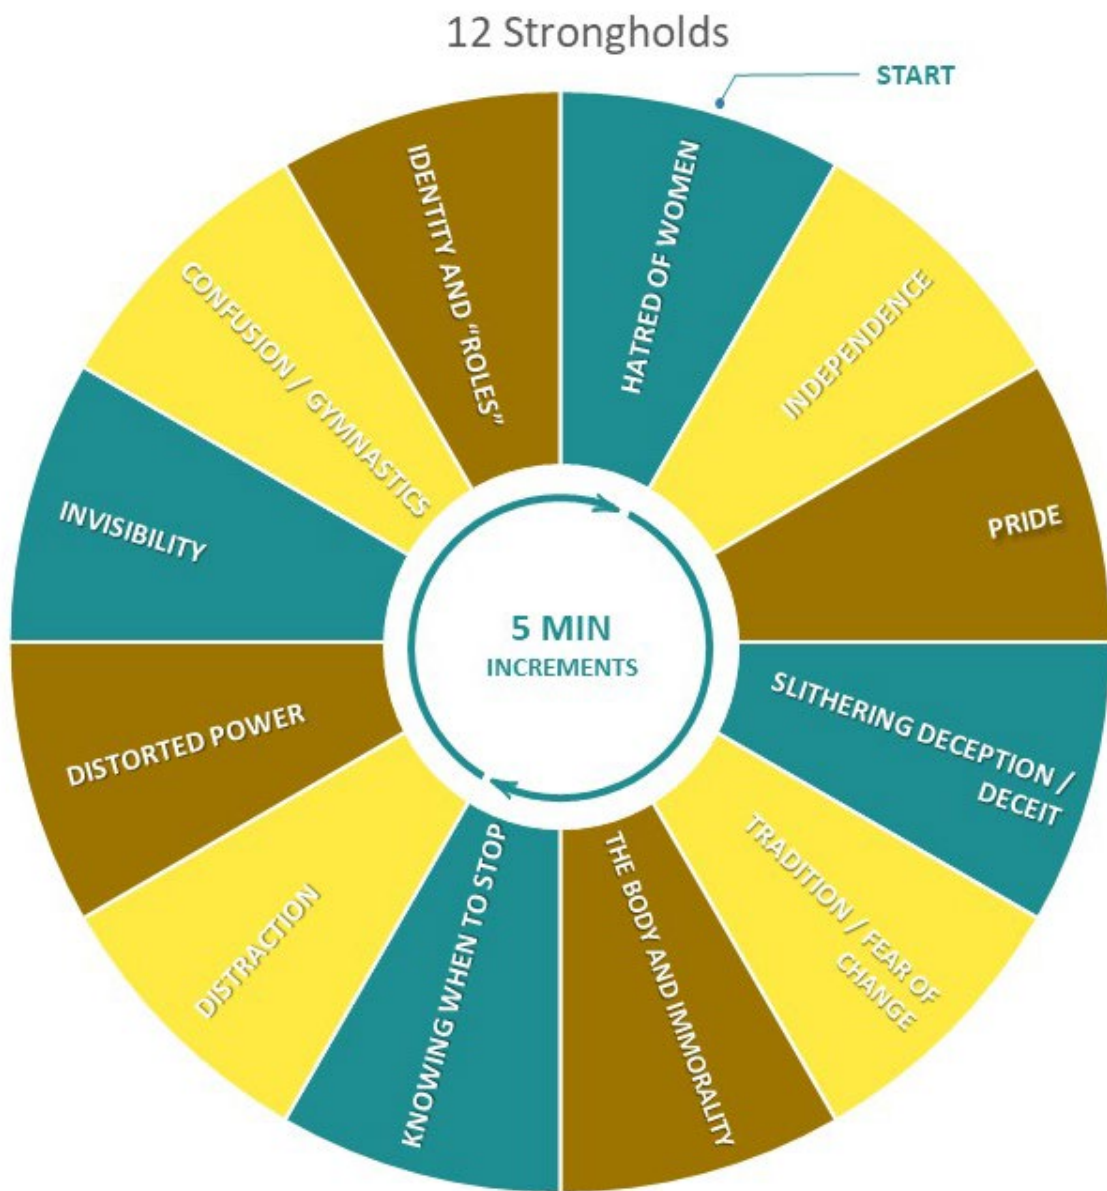 12 Strongholds
START
HATRED OF WOMEN
INDEPENDENCE
PRIDE
SLITHERING DECEPTION /
DECEIT
TRADITION / FEAR OF
CHANGE
THE BODY AND IMMORALITY
KNOWING WHEN TO STOP
DISTRACTION
DISTORTED POWER
INVISIBILITY
CONFUSION / GYMNASTICS
IDENTITY AND “ROLES”
5 MIN
INCREMENTS